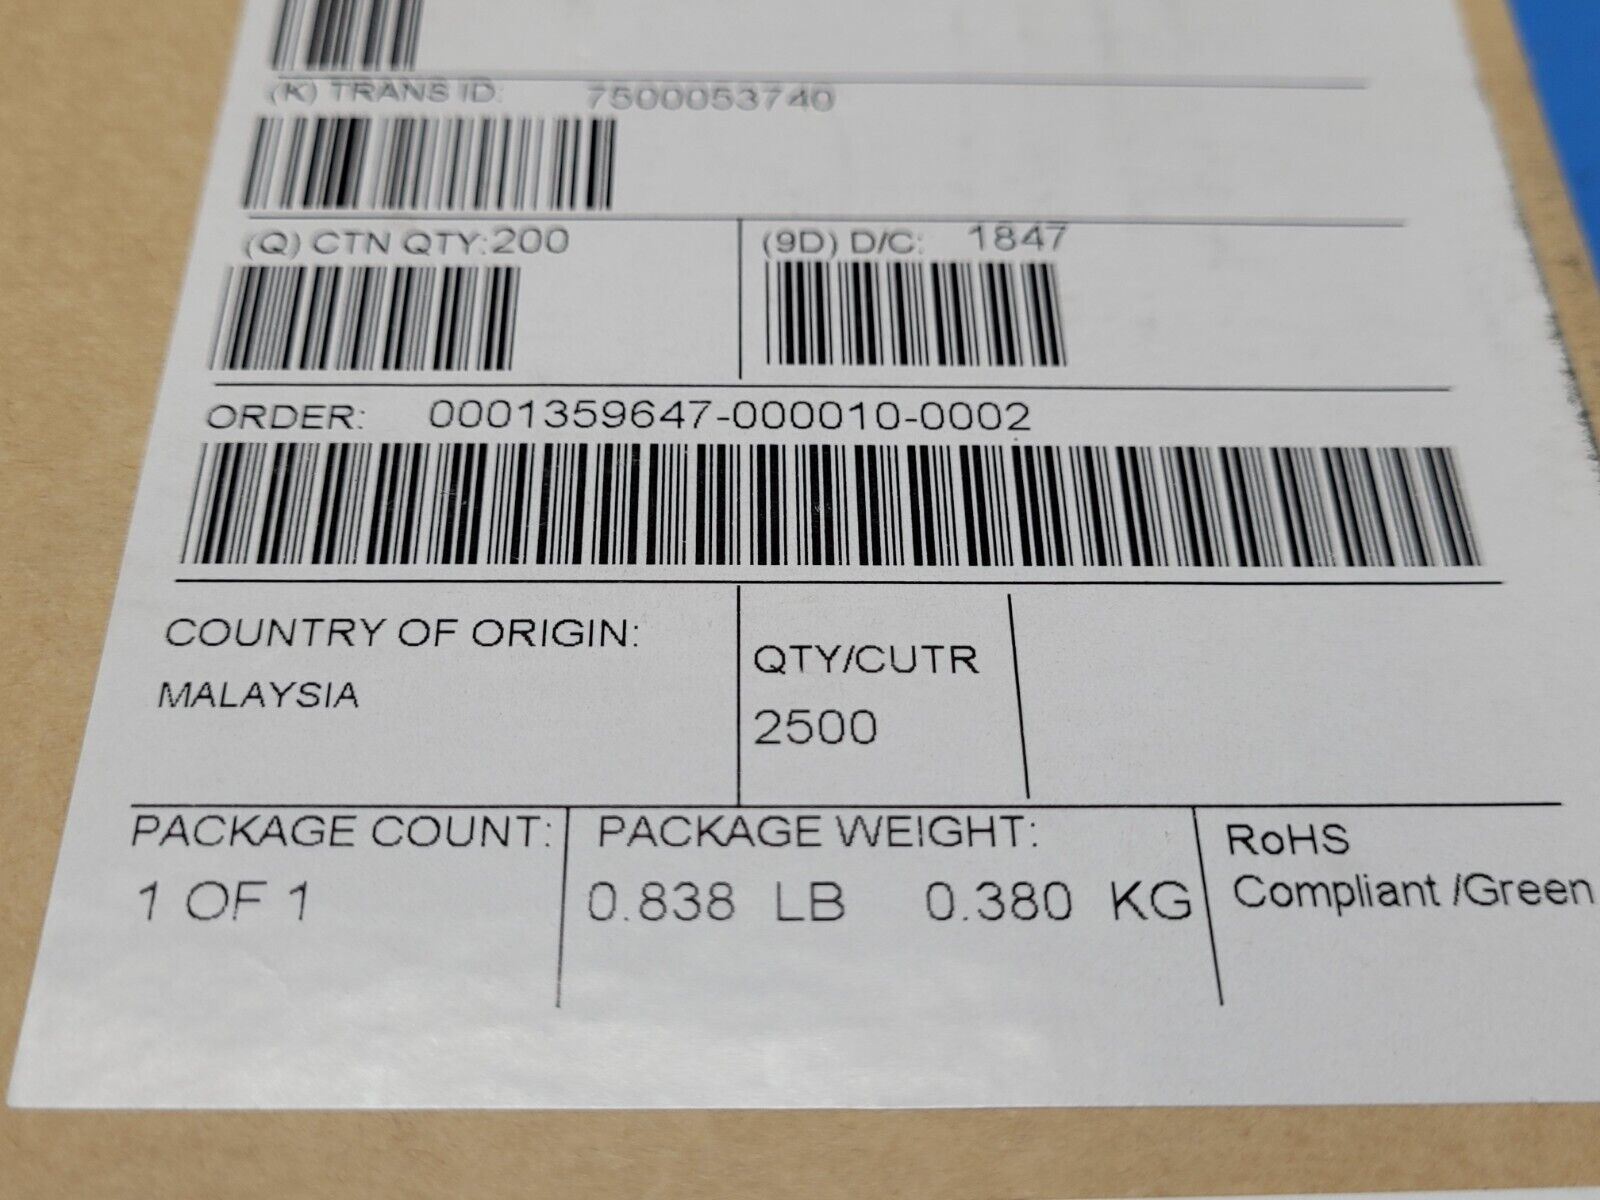 (K) TRANS ID: 7500053740
(Q) CTN QTY:200
(9D) D/C: 1847
ORDER: 0001359647-000010-0002
COUNTRY OF ORIGIN:
MALAYSIA
QTY/CUTR
2500
PACKAGE COUNT:
1 OF 1
PACKAGE WEIGHT:
0.838 LB 0.380 KG
RoHS
Compliant /Green